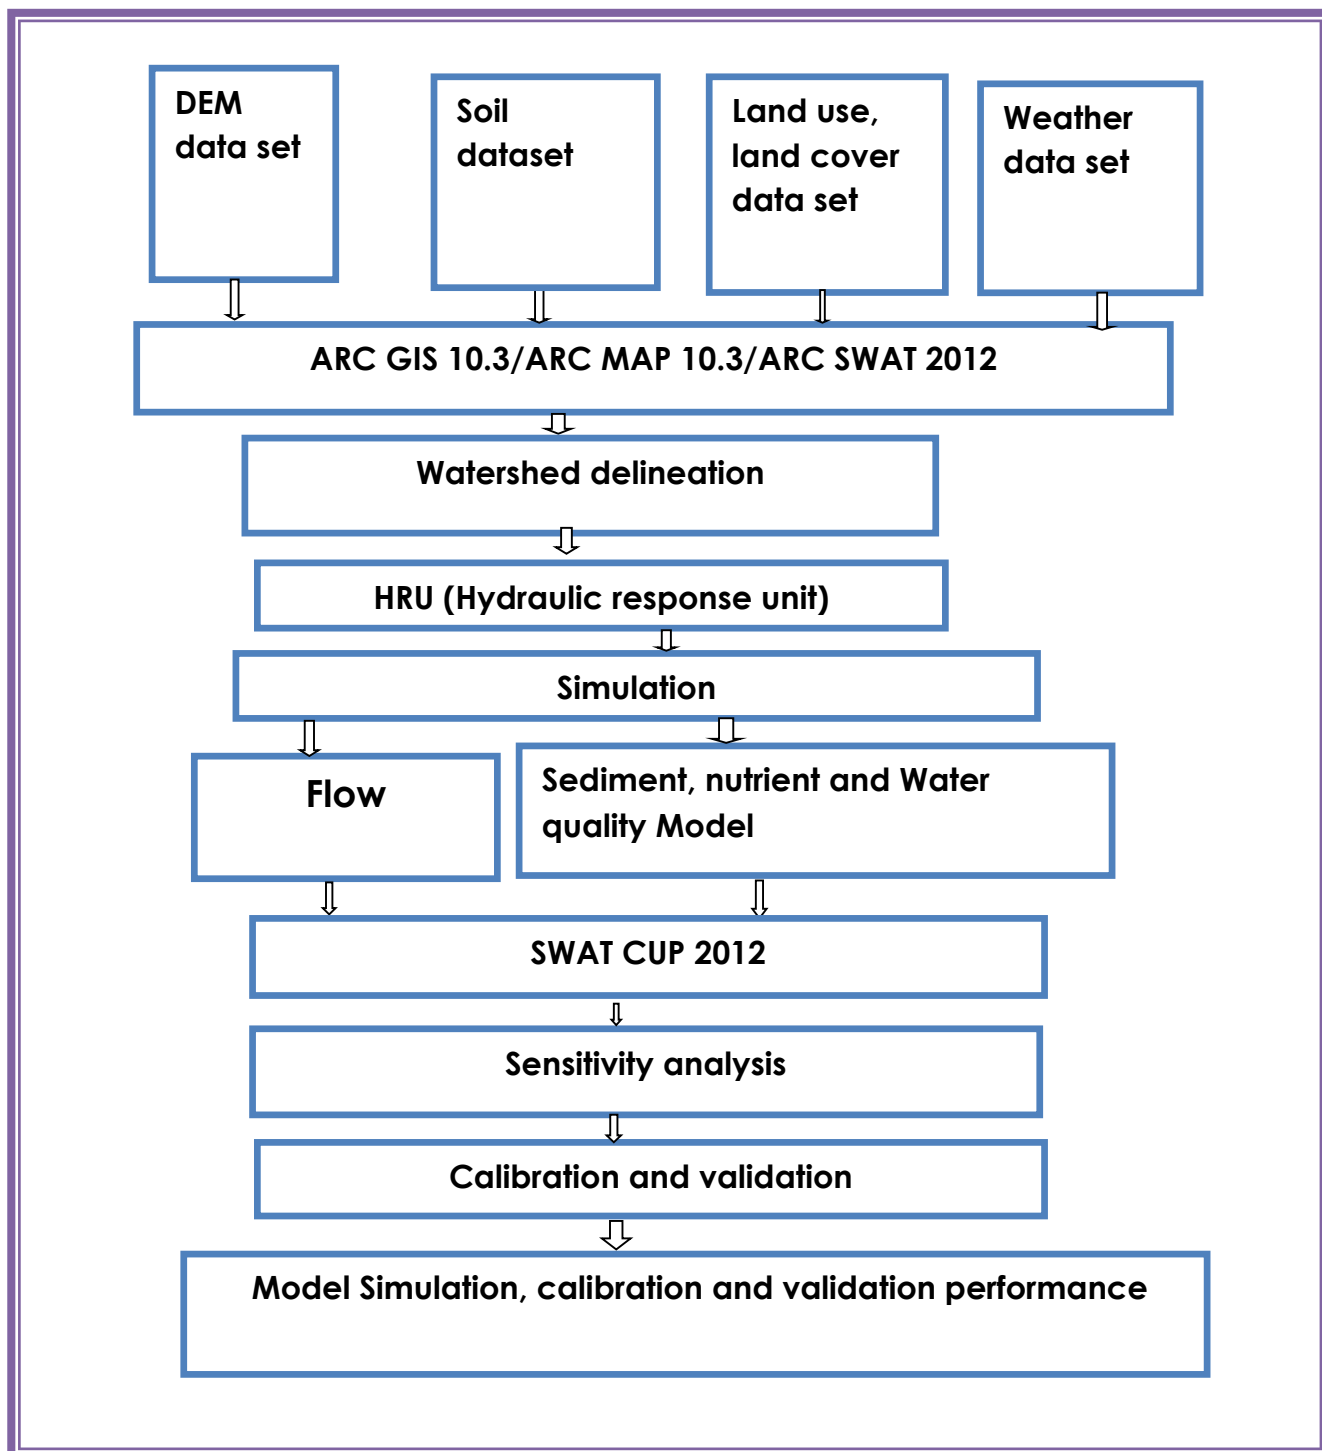 DEM
data set
Soil
dataset
Land use,
land cover
data set
Weather
data set
ARC GIS 10.3/ARC MAP 10.3/ARC SWAT 2012
Watershed delineation
HRU (Hydraulic response unit)
Simulation
Flow
Sediment, nutrient and Water
quality Model
SWAT CUP 2012
Sensitivity analysis
Calibration and validation
Model Simulation, calibration and validation performance